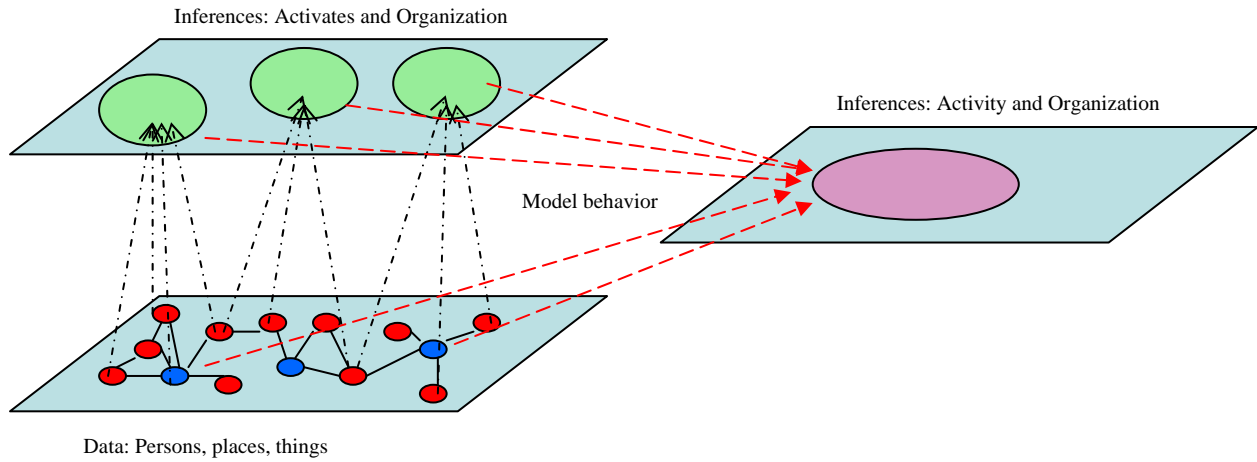 Inferences: Activates and Organization
Inferences: Activity and Organization
Model behavior
Data: Persons, places, things